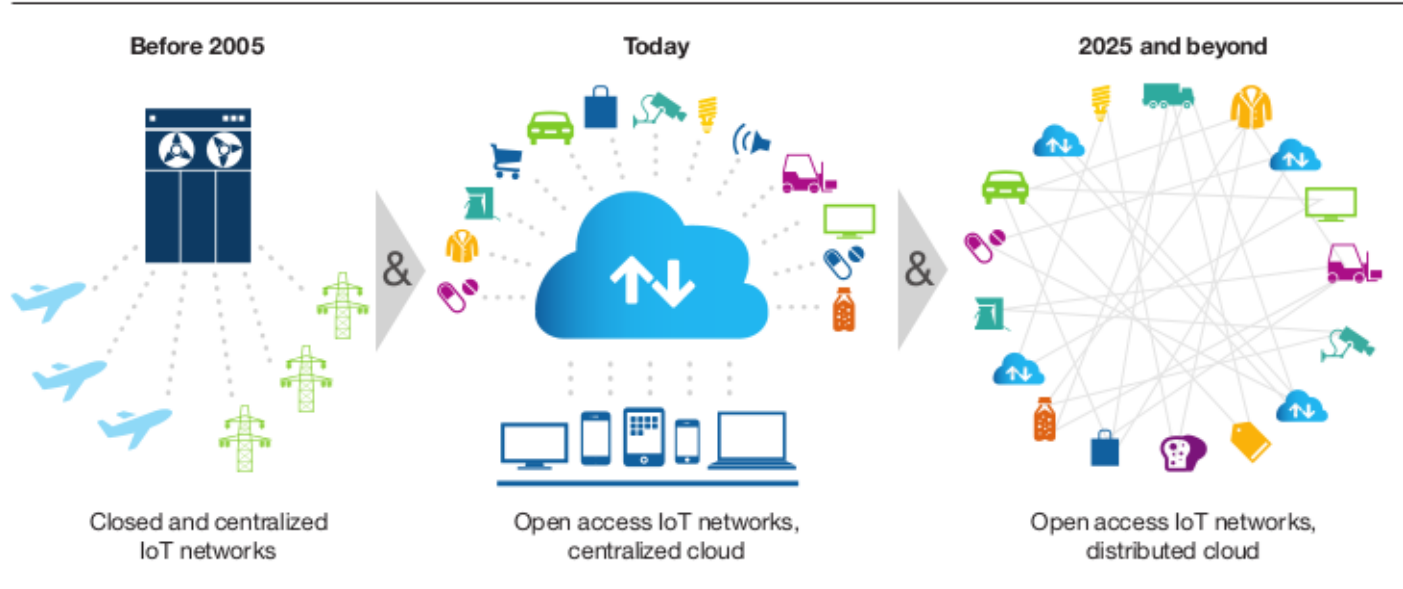 Before 2005
Today
2025 and beyond
&
&
Closed and centralized
IoT networks
Open access IoT networks,
centralized cloud
Open access IoT networks,
distributed cloud